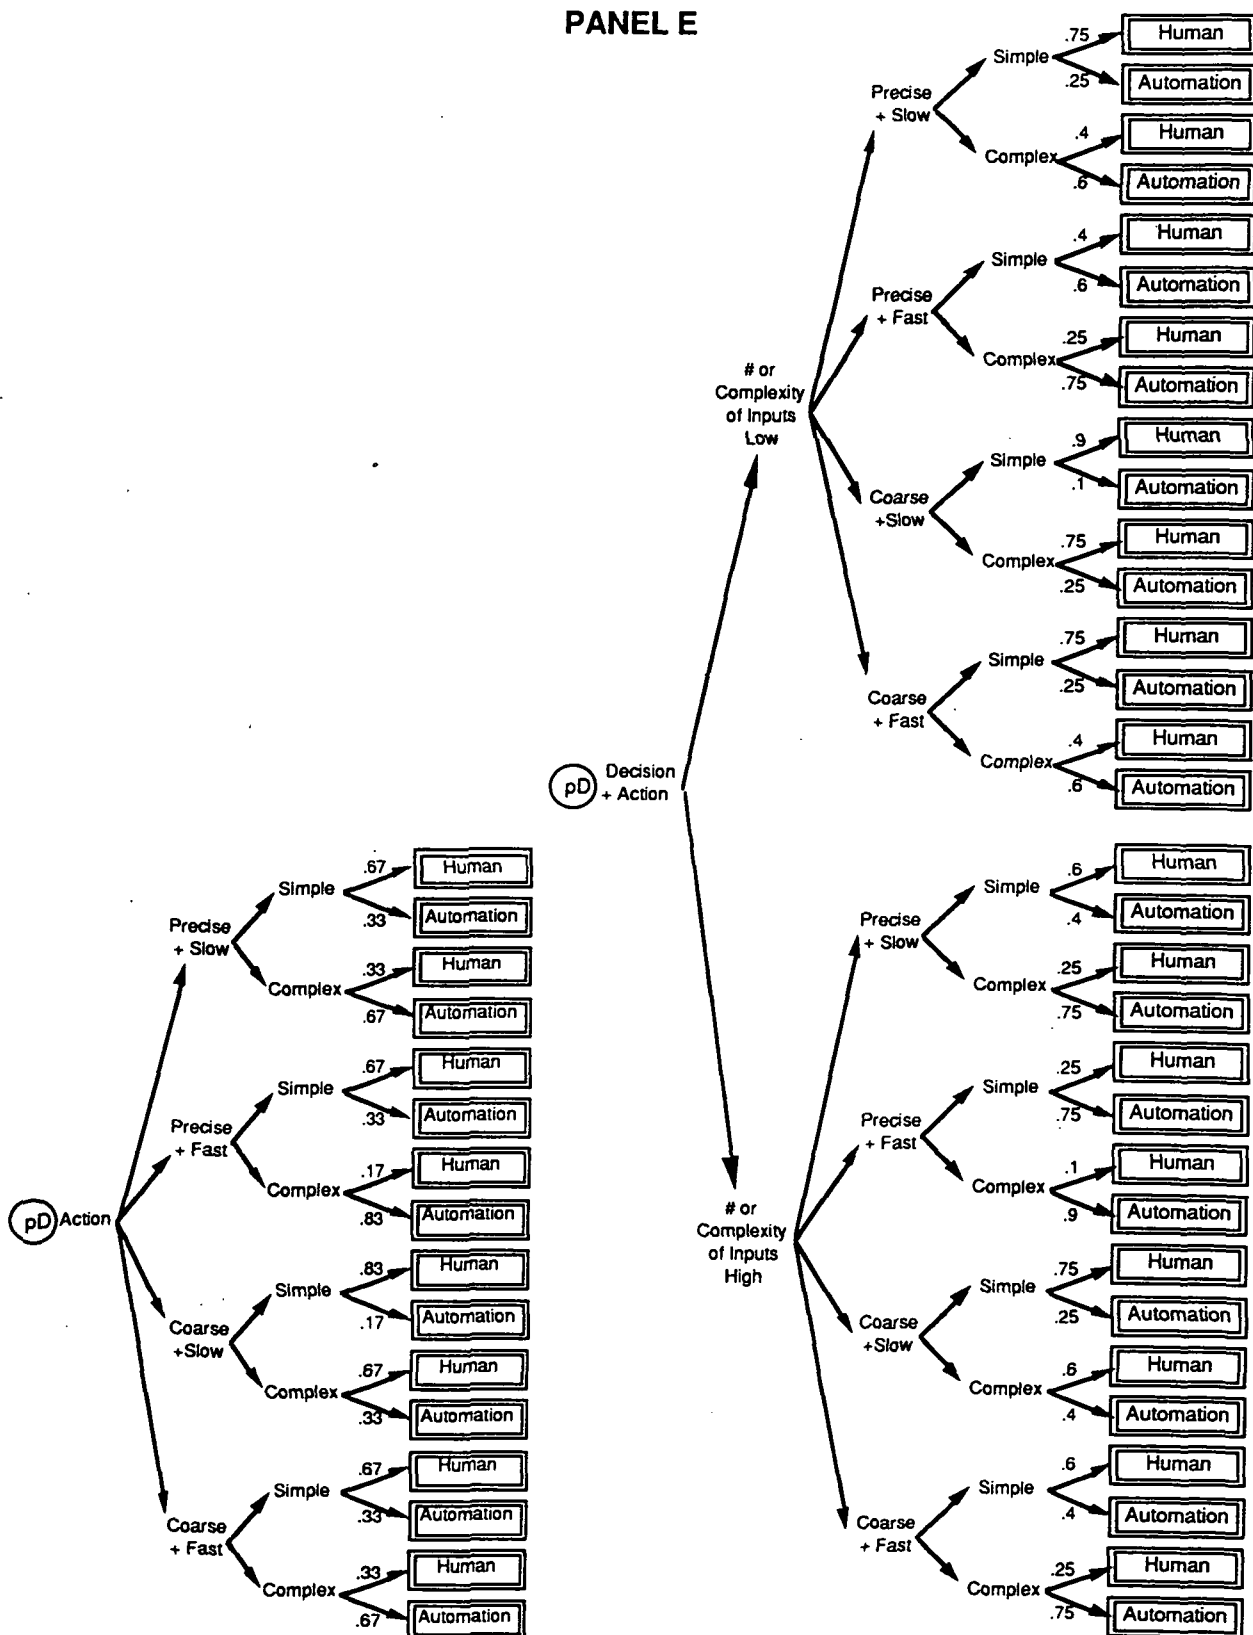 PANEL E
.75
Human
Simple
.25
Automation
Precise
+ Slow
.4
Human
Complex
.6
Automation
.4
Human
Simple
.6
Automation
Precise
+ Fast
.25
Human
Complex
.75
Automation
# or
Complexity
of Inputs
Low
.9
Human
Simple
.1
Automation
Coarse
+Slow
.75
Human
Complex
.25
Automation
.75
Human
Simple
.25
Automation
Coarse
+ Fast
.4
Human
Complex
.6
Automation
pD
Decision
+ Action
.6
Human
Simple
.4
Automation
Precise
+ Slow
.25
Human
Complex
.75
Automation
.25
Human
Simple
.75
Automation
Precise
+ Fast
.1
Human
Complex
.9
Automation
# or
Complexity
of Inputs
High
.75
Human
Simple
.25
Automation
Coarse
+Slow
.6
Human
Complex
.4
Automation
.6
Human
Simple
.4
Automation
Coarse
+ Fast
.25
Human
Complex
.75
Automation
.67
Human
Simple
.33
Automation
Precise
+ Slow
.33
Human
Complex
.67
Automation
.67
Human
Simple
.33
Automation
Precise
+ Fast
.17
Human
Complex
.83
Automation
pD Action
.83
Human
Simple
.17
Automation
Coarse
+Slow
.67
Human
Complex
.33
Automation
.67
Human
Simple
.33
Automation
Coarse
+ Fast
.33
Human
Complex
.67
Automation